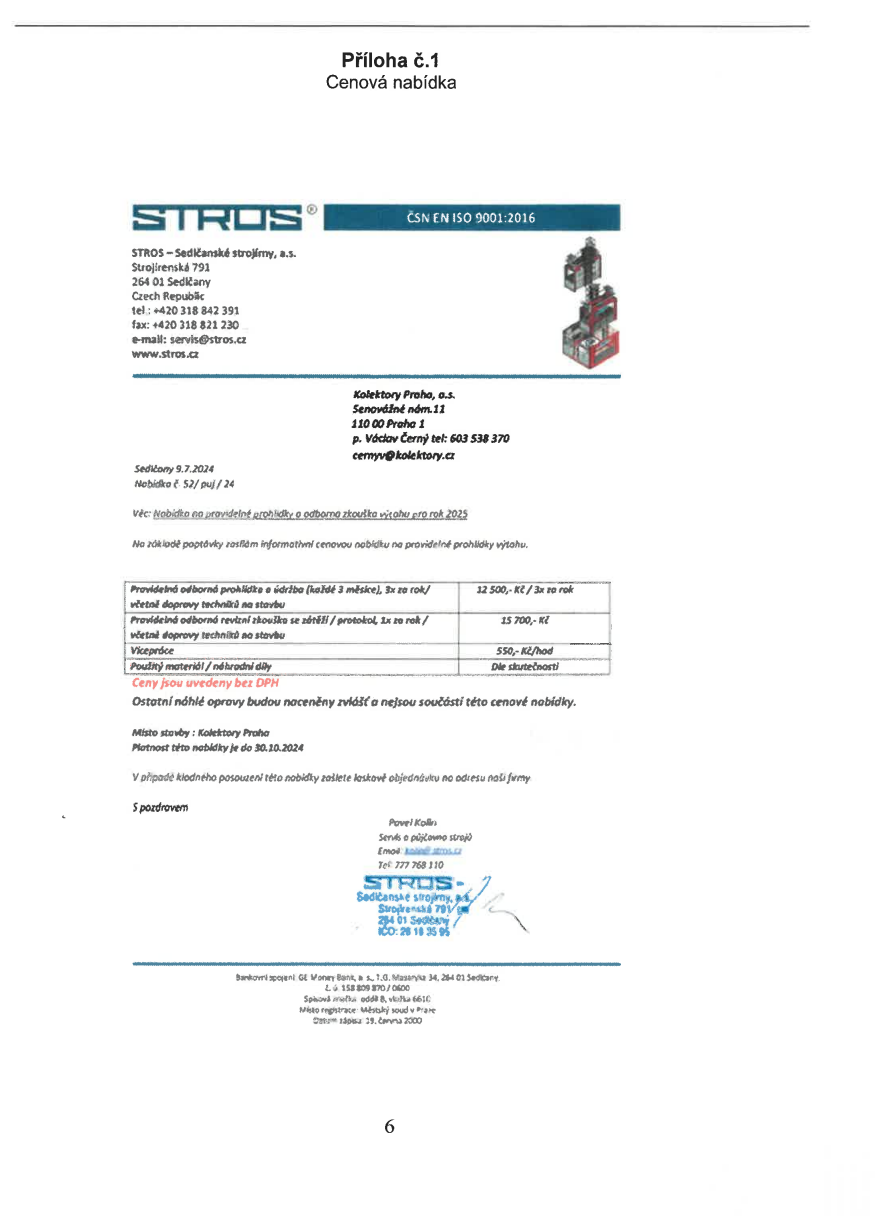 Příloha č.1
Cenová nabídka
STROS®
ČSN EN ISO 9001:2016
STROS – Sedlčanské strojírny, a.s.
Strojírenská 791
264 01 Sedlčany
Czech Republic
tel.: +420 318 842 391
fax: +420 318 821 230
e-mail: servis@stros.cz
www.stros.cz
Kolektory Praha, a.s.
Senovážné nám.11
110 00 Praha 1
p. Václav Černý tel: 603 538 370
cernyv@kolektory.cz
Sedlčany 9.7.2024
Nabídka č. 52/ puj / 24
Věc: Nabídka na pravidelné prohlídky a odborna zkouška výtahu pro rok 2025
Na základě poptávky zasílám informativní cenovou nabídku na pravidelné prohlídky výtahu.
Pravidelná odborná prohlídka a údržba (každé 3 měsíce), 3x za rok/
včetně dopravy techniků na stavbu
12 500,- Kč / 3x za rok
Pravidelná odborná revizní zkouška se zátěží / protokol, 1x za rok /
včetně dopravy techniků na stavbu
15 700,- Kč
Vícepráce
550,- Kč/hod
Použitý materiál / náhradní díly
Dle skutečnosti
Ceny jsou uvedeny bez DPH
Ostatní náhlé opravy budou naceněny zvlášť a nejsou součástí této cenové nabídky.
Místo stavby : Kolektory Praha
Platnost této nabídky je do 30.10.2024
V případě kladného posouzení této nabídky zašlete laskavě objednávku na adresu naší firmy
S pozdravem
Pavel Kolín
Servis a půjčovna strojů
Email:
Tel: 777 768 110
STROS-
Sedlčanské strojírny, a.s.
Strojírenská 791
264 01 Sedlčany
IČO: 26 18 35 95
Bankovní spojení: GE Money Bank, a. s., T.G. Masaryka 34, 264 01 Sedlčany.
č. ú. 158 809 870 / 0600
Spisová značka: oddíl B, vložka 6610
Místo registrace: Městský soud v Praze
Datum zápisu: 19. června 2000
6